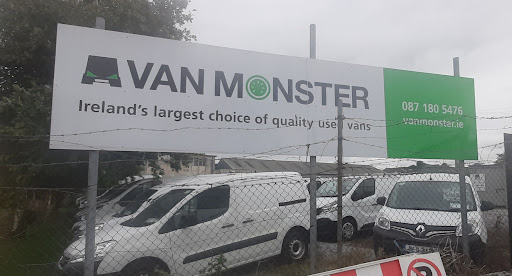 VAN MONSTER
Ireland's largest choice of quality used vans
087 180 5476
vanmonster.ie